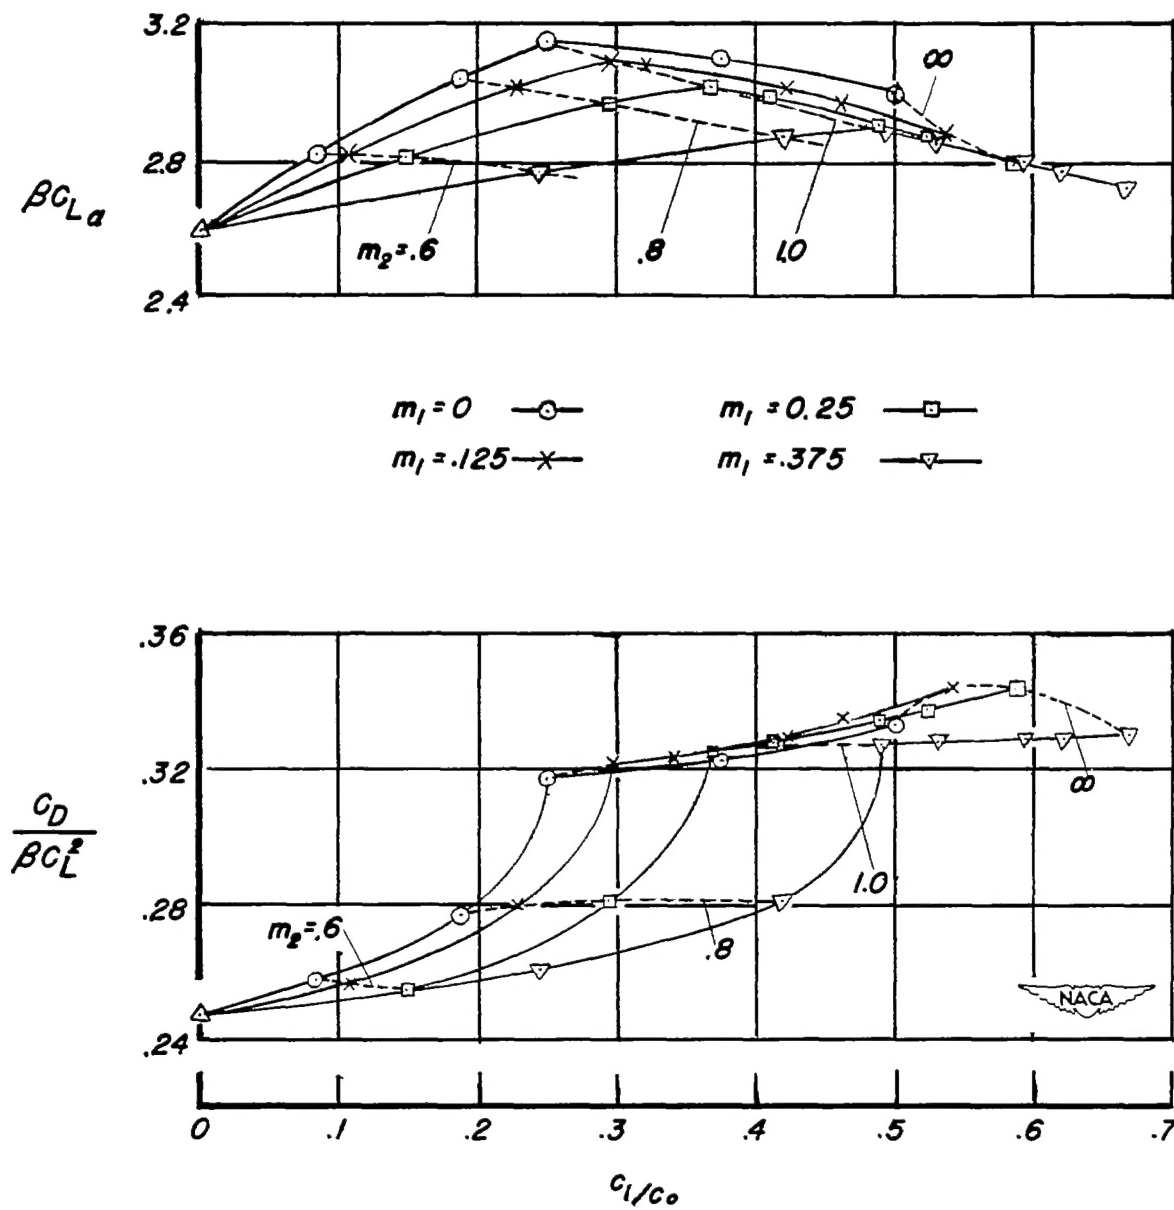 3.2
∞
2.8
βC_Lα
m₂=.6
.8
1.0
2.4
m₁=0
m₁=0.25
m₁=.125
m₁=.375
.36
.32
∞
C_D
βC_L²
1.0
.28
m₂=.6
.8
NACA
.24
0 .1 .2 .3 .4 .5 .6 .7
c₁/c₀